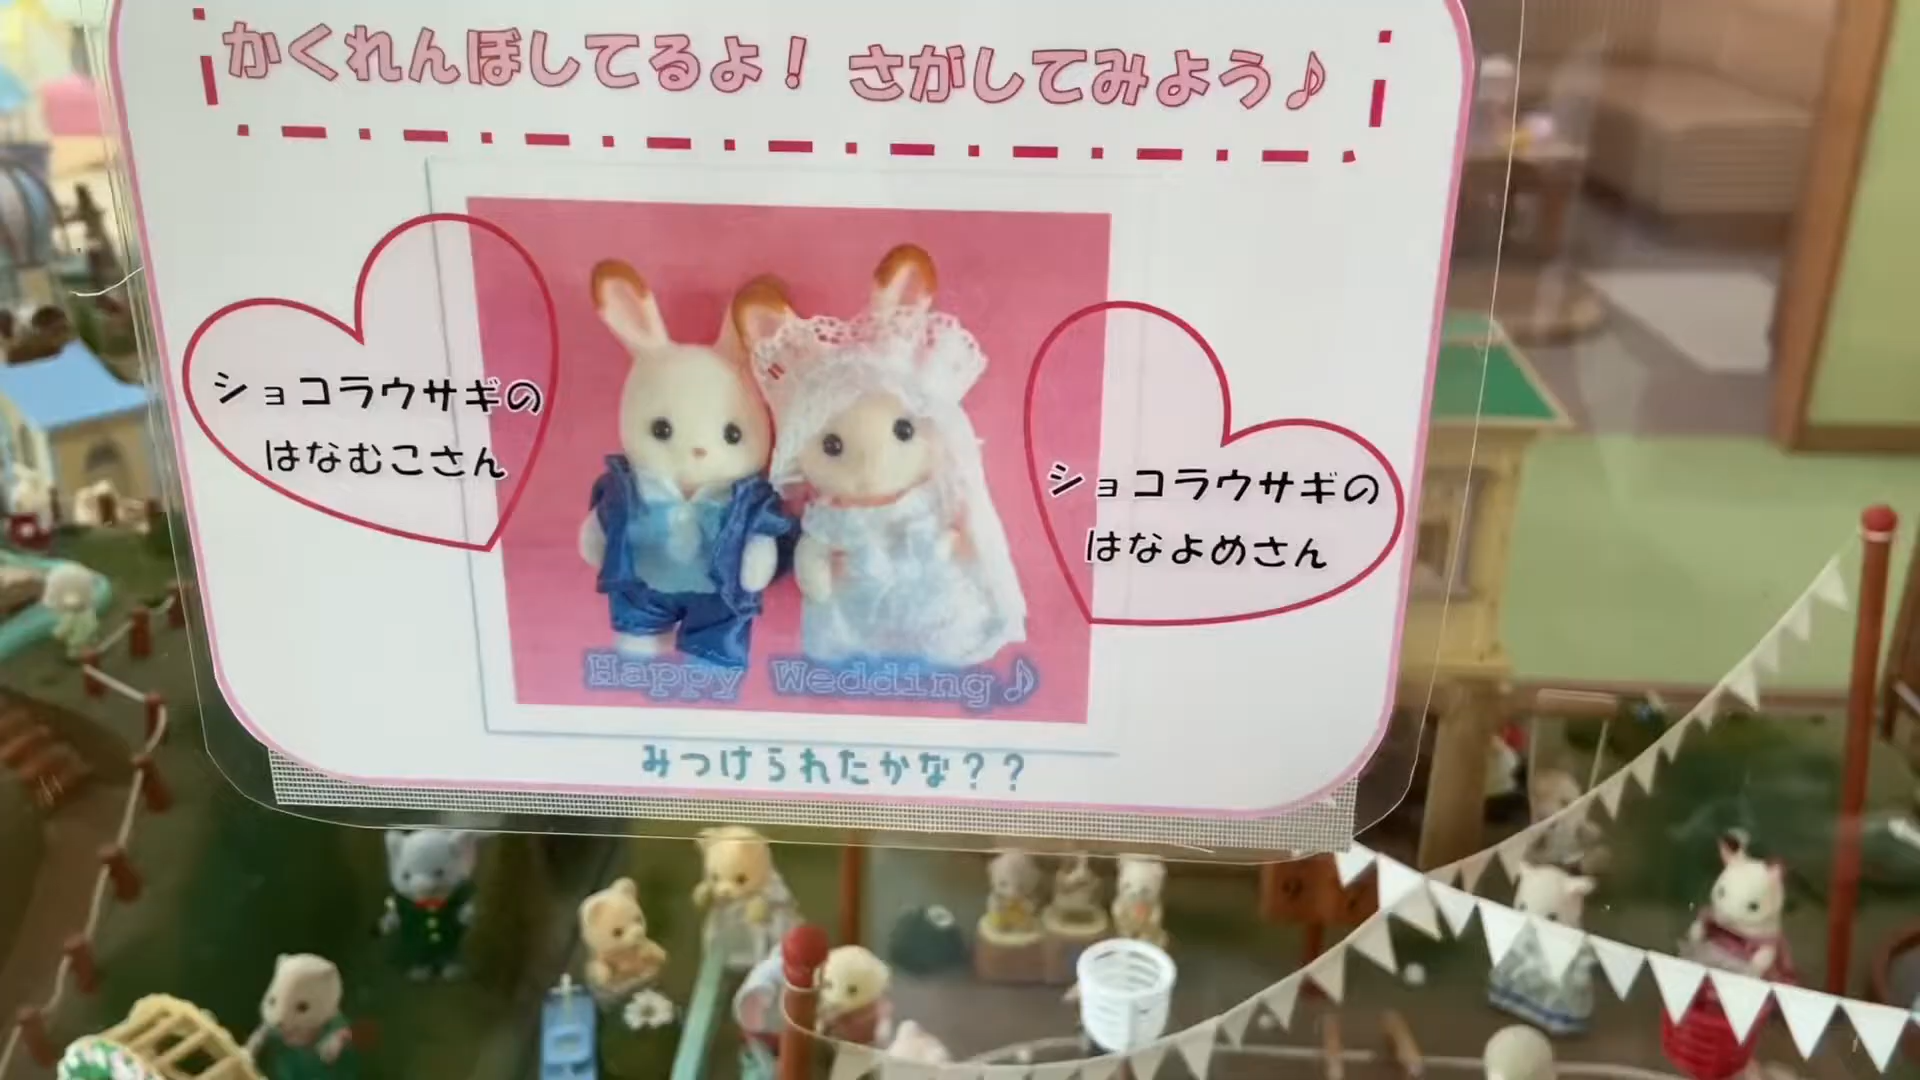 かくれんぼしてるよ！ さがしてみよう♪
ショコラウサギの
はなむこさん
ショコラウサギの
はなよめさん
Happy Wedding♪
みつけられたかな？？